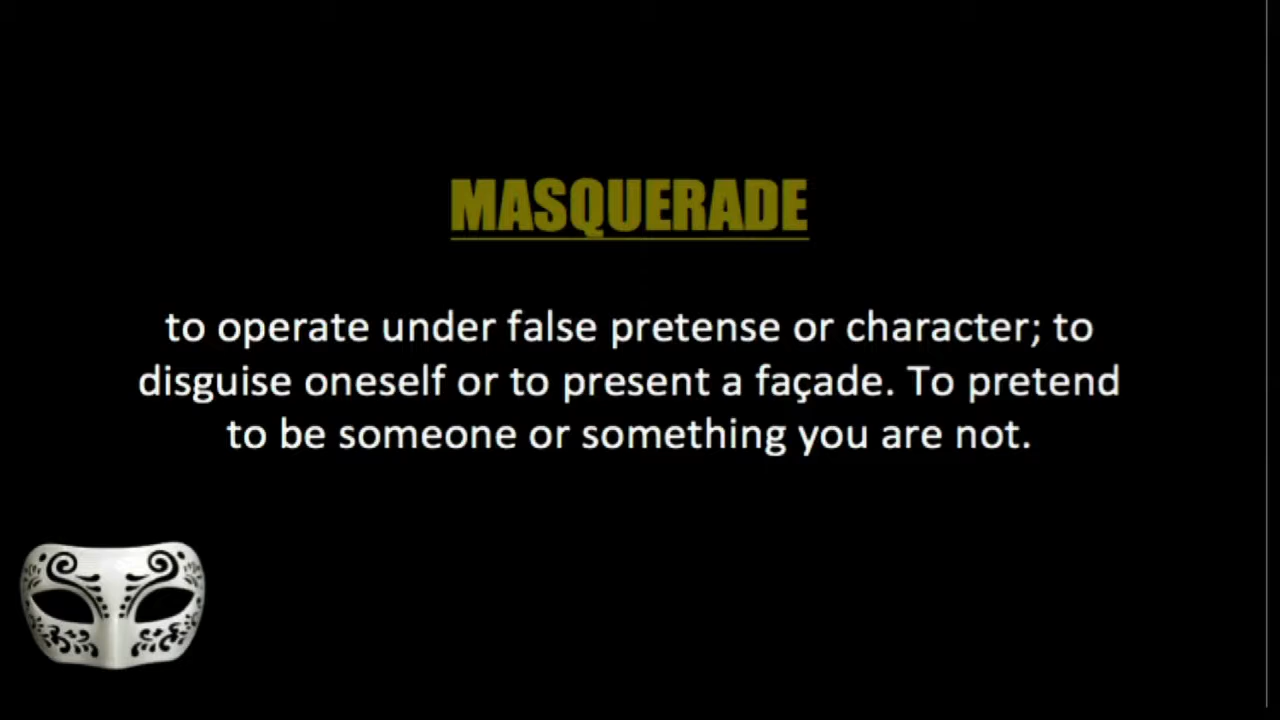 MASQUERADE
to operate under false pretense or character; to
disguise oneself or to present a façade. To pretend
to be someone or something you are not.